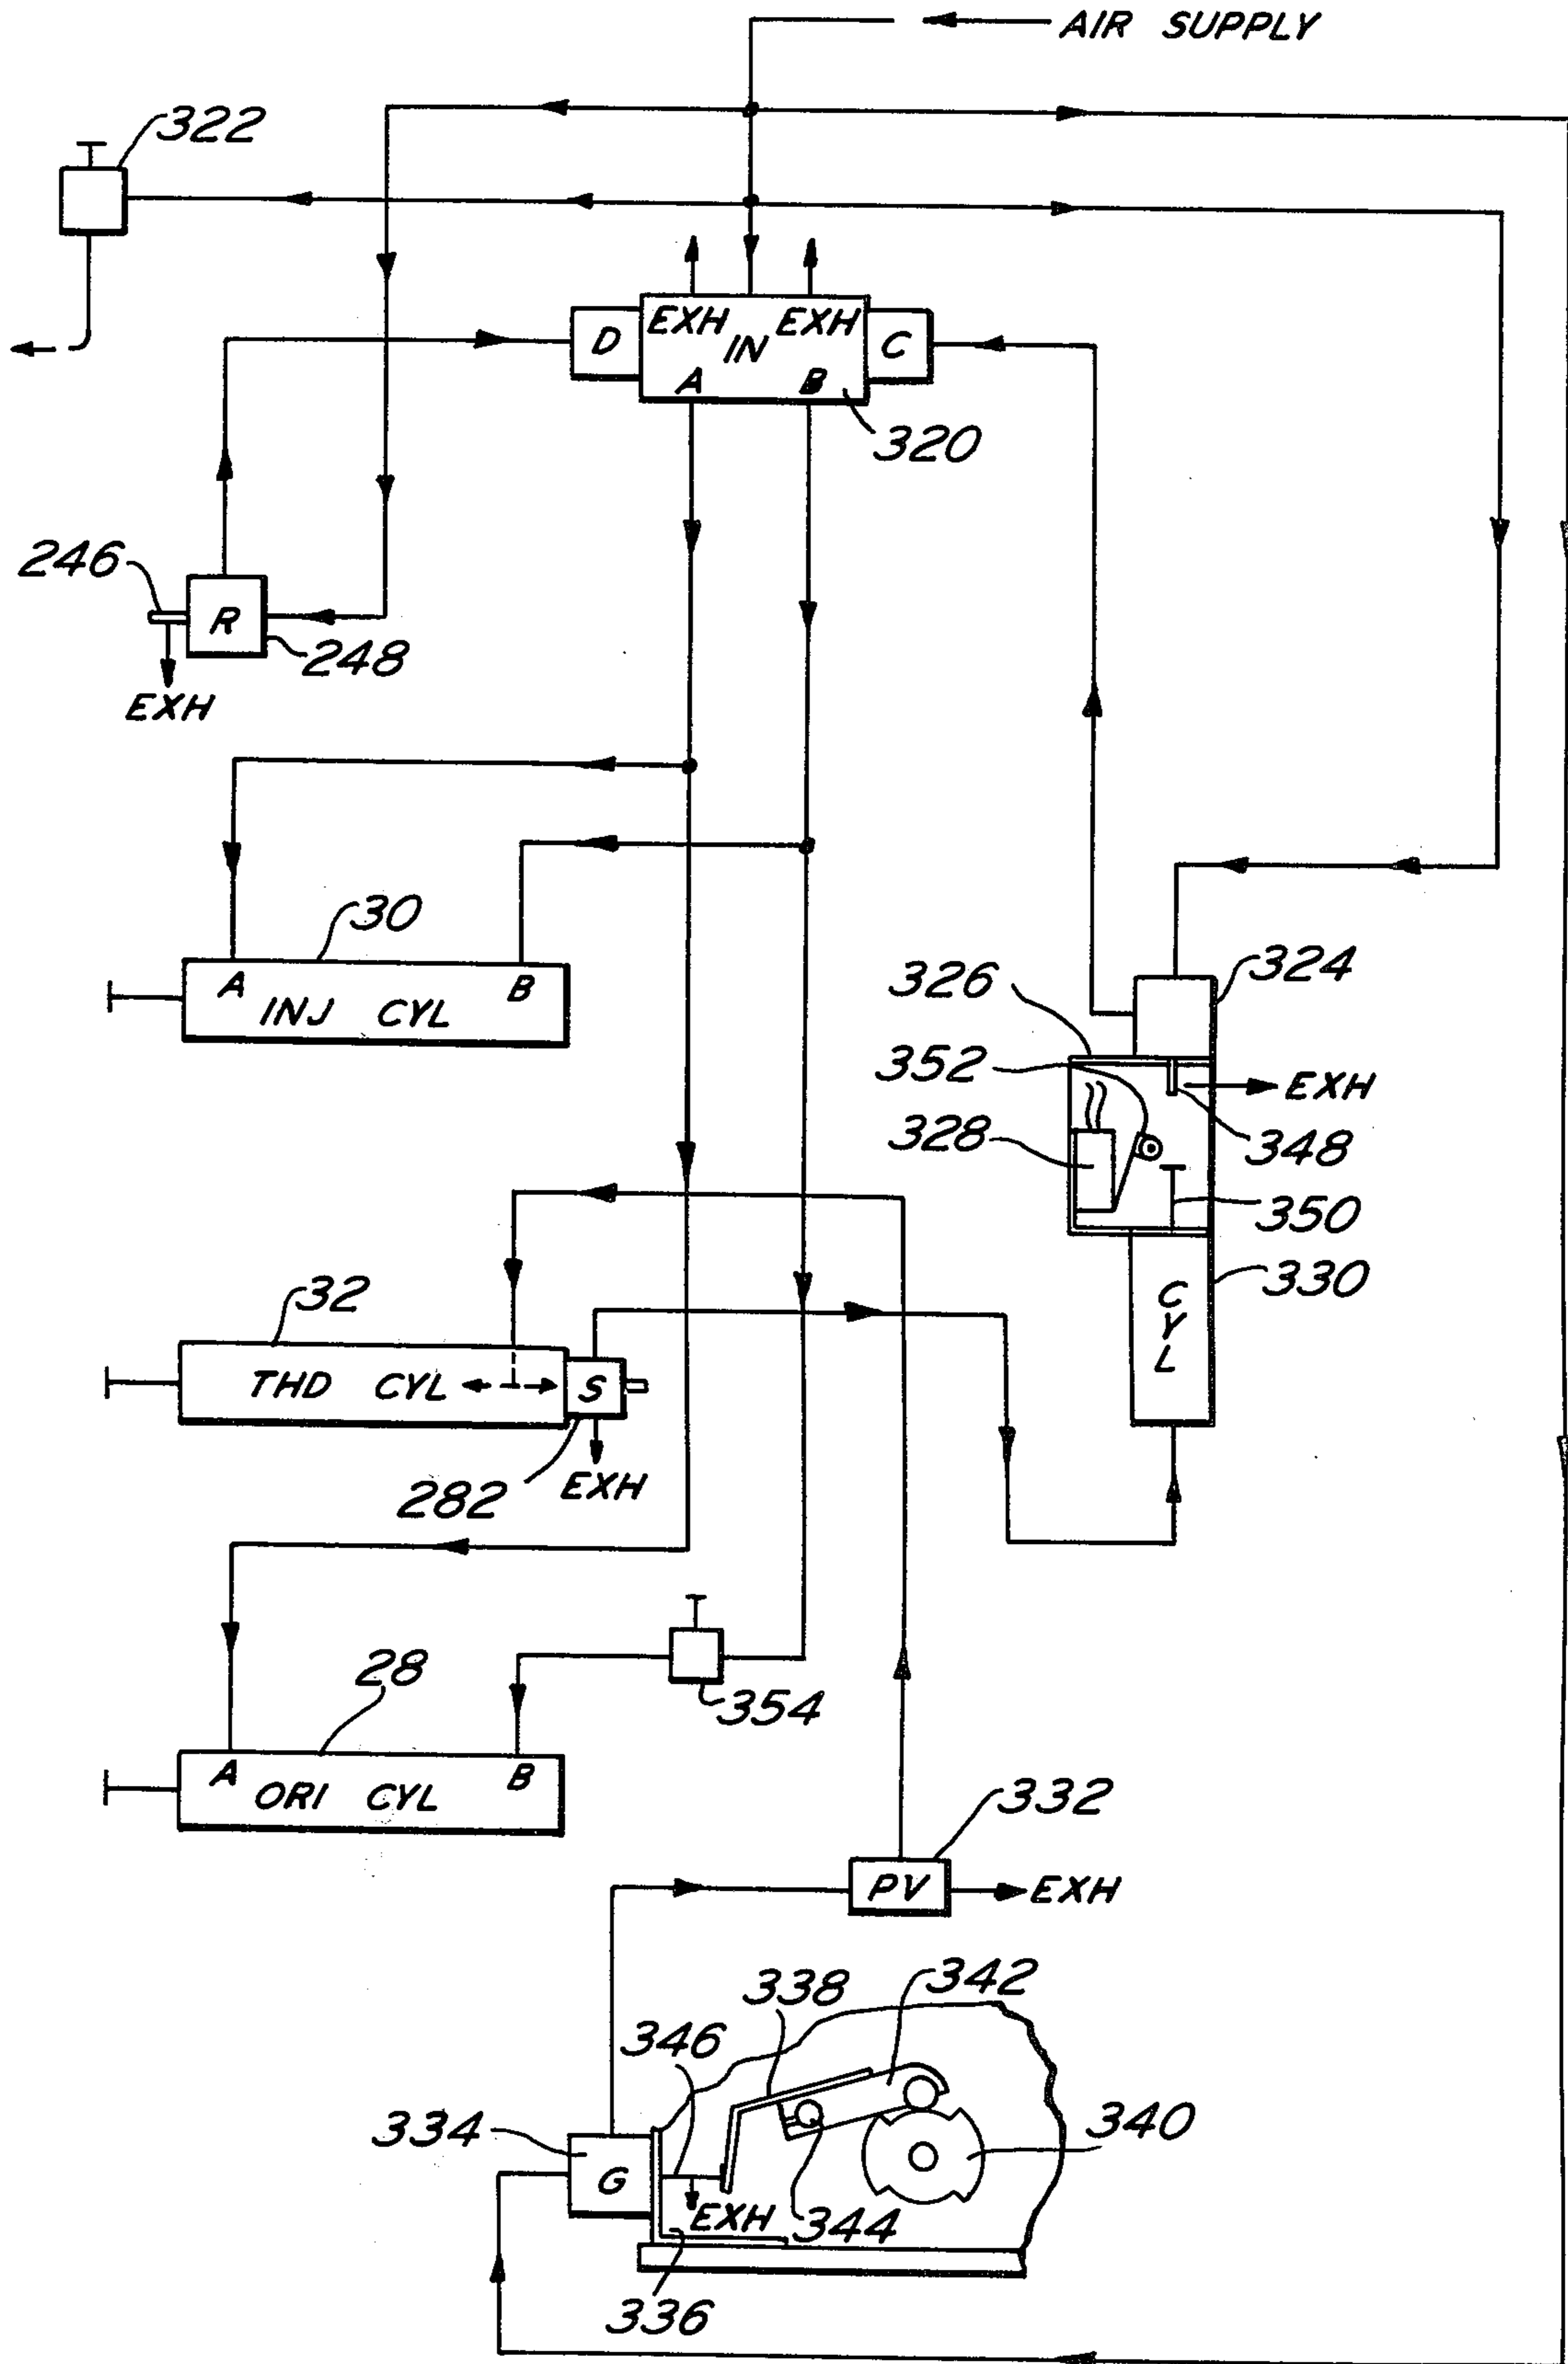 AIR SUPPLY
322
D
EXH
IN
EXH
C
A
B
320
246
R
248
EXH
30
A
INJ CYL
B
324
326
352
EXH
328
348
350
330
CYL
32
THD CYL
S
EXH
282
354
28
A
ORI CYL
B
332
PV
EXH
342
338
346
334
G
340
EXH
344
336